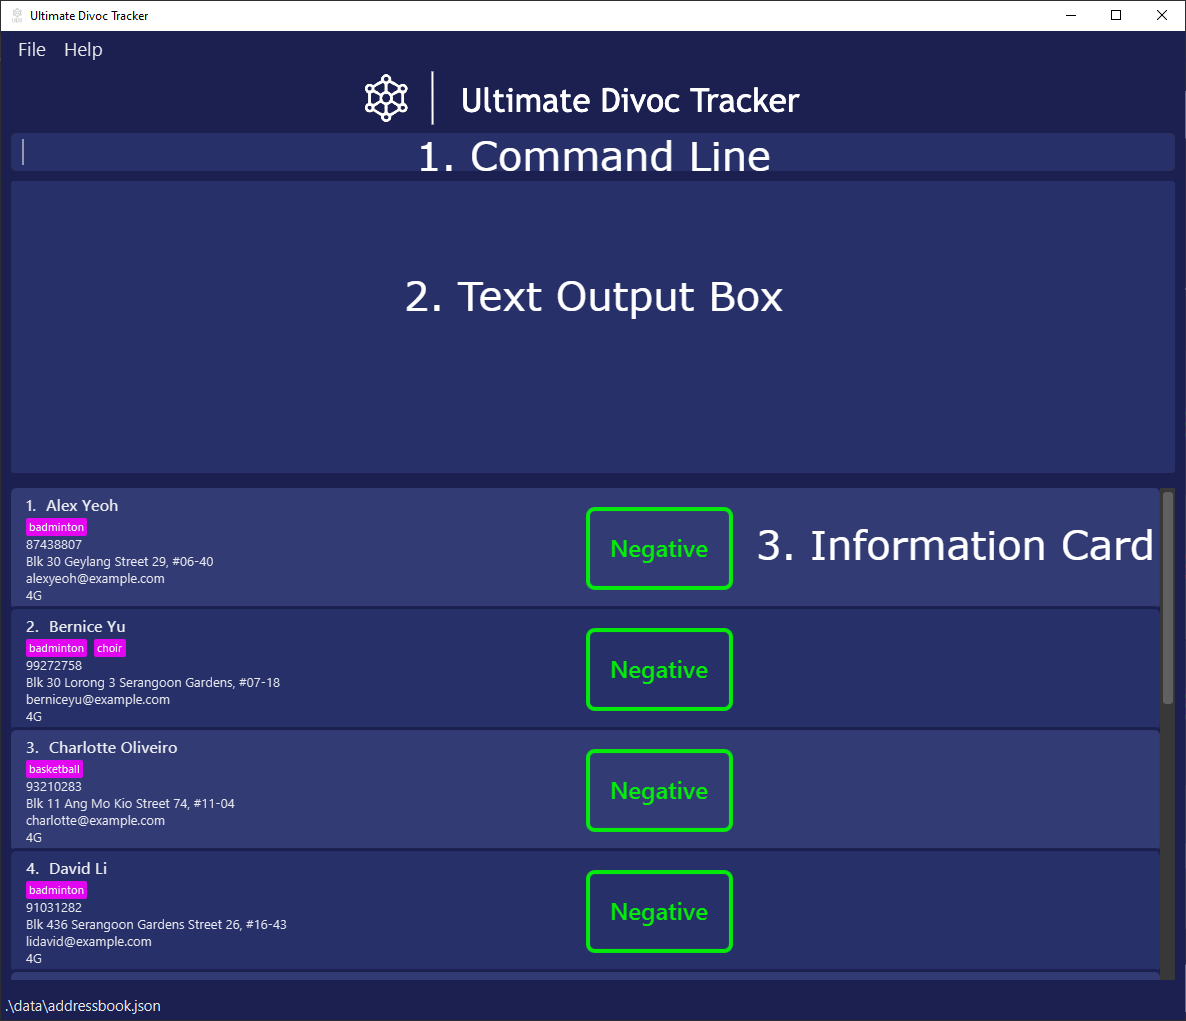 Ultimate Divoc Tracker
File Help
Ultimate Divoc Tracker
1. Command Line
2. Text Output Box
1. Alex Yeoh
badminton
87438807
Blk 30 Geylang Street 29, #06-40
alexyeoh@example.com
4G
Negative
3. Information Card
2. Bernice Yu
badminton choir
99272758
Blk 30 Lorong 3 Serangoon Gardens, #07-18
berniceyu@example.com
4G
Negative
3. Charlotte Oliveiro
basketball
93210283
Blk 11 Ang Mo Kio Street 74, #11-04
charlotte@example.com
4G
Negative
4. David Li
badminton
91031282
Blk 436 Serangoon Gardens Street 26, #16-43
lidavid@example.com
4G
Negative
.\data\addressbook.json